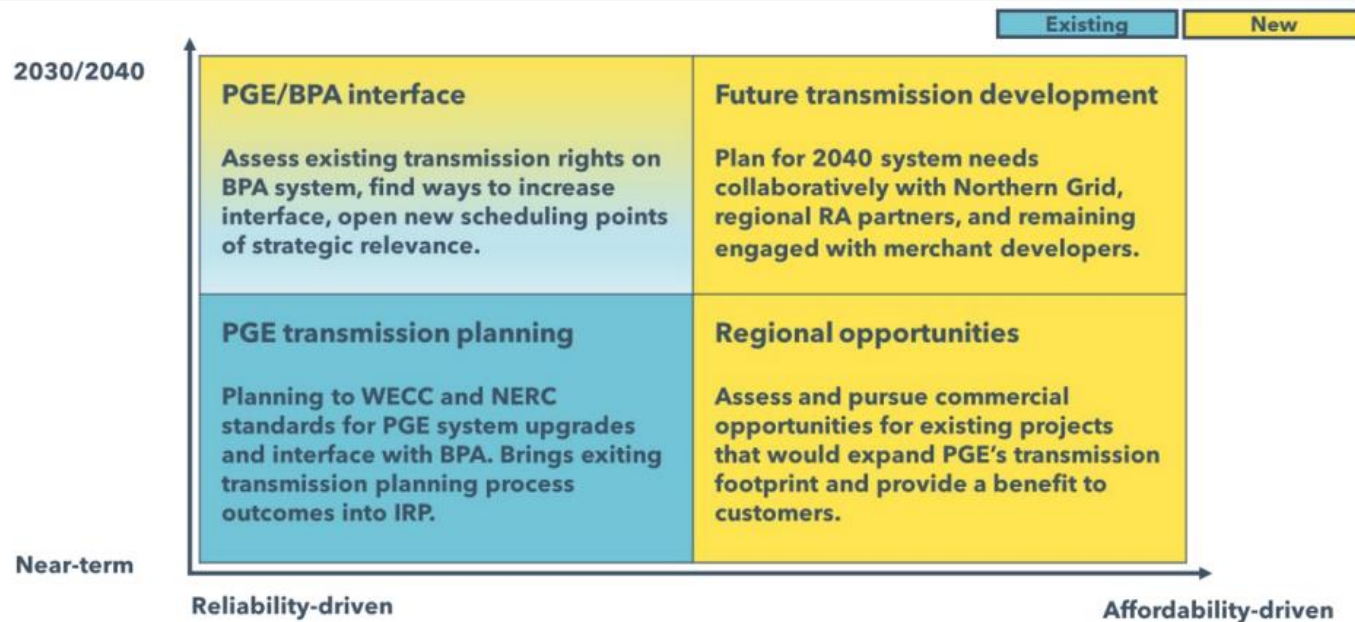 Existing
New
2030/2040
PGE/BPA interface
Assess existing transmission rights on
BPA system, find ways to increase
interface, open new scheduling points
of strategic relevance.
Future transmission development
Plan for 2040 system needs
collaboratively with Northern Grid,
regional RA partners, and remaining
engaged with merchant developers.
PGE transmission planning
Planning to WECC and NERC
standards for PGE system upgrades
and interface with BPA. Brings exiting
transmission planning process
outcomes into IRP.
Regional opportunities
Assess and pursue commercial
opportunities for existing projects
that would expand PGE's transmission
footprint and provide a benefit to
customers.
Near-term
Reliability-driven
Affordability-driven